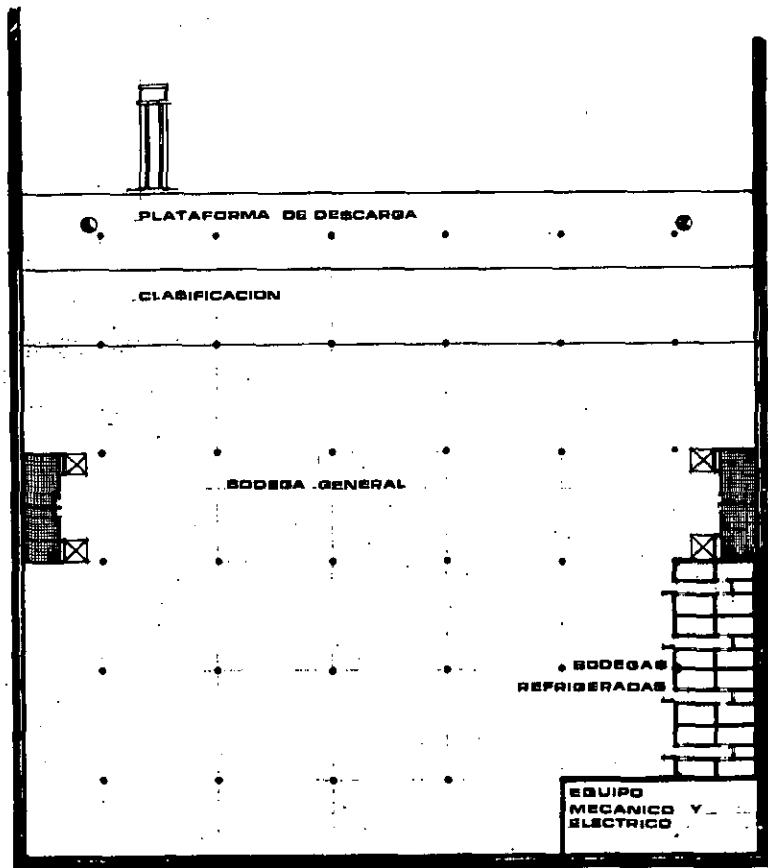 PLATAFORMA DE DESCARGA
CLASIFICACION
BODEGA GENERAL
BODEGAS
REFRIGERADAS
EQUIPO
MECANICO Y
ELECTRICO